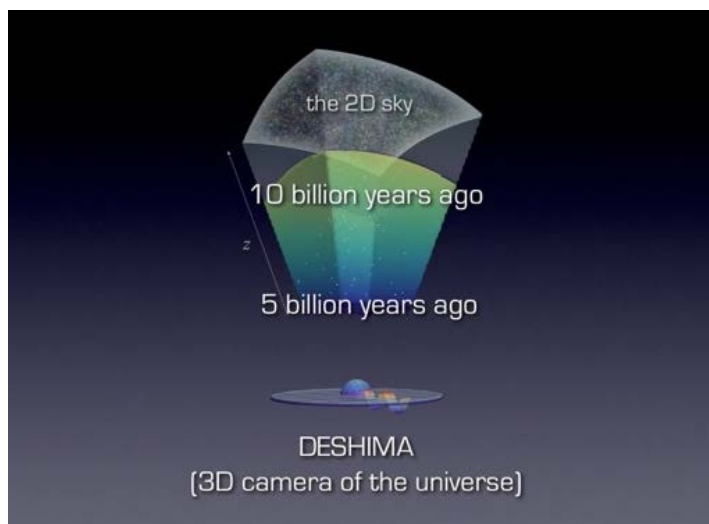 the 2D sky
10 billion years ago
z
5 billion years ago
DESHIMA
(3D camera of the universe)